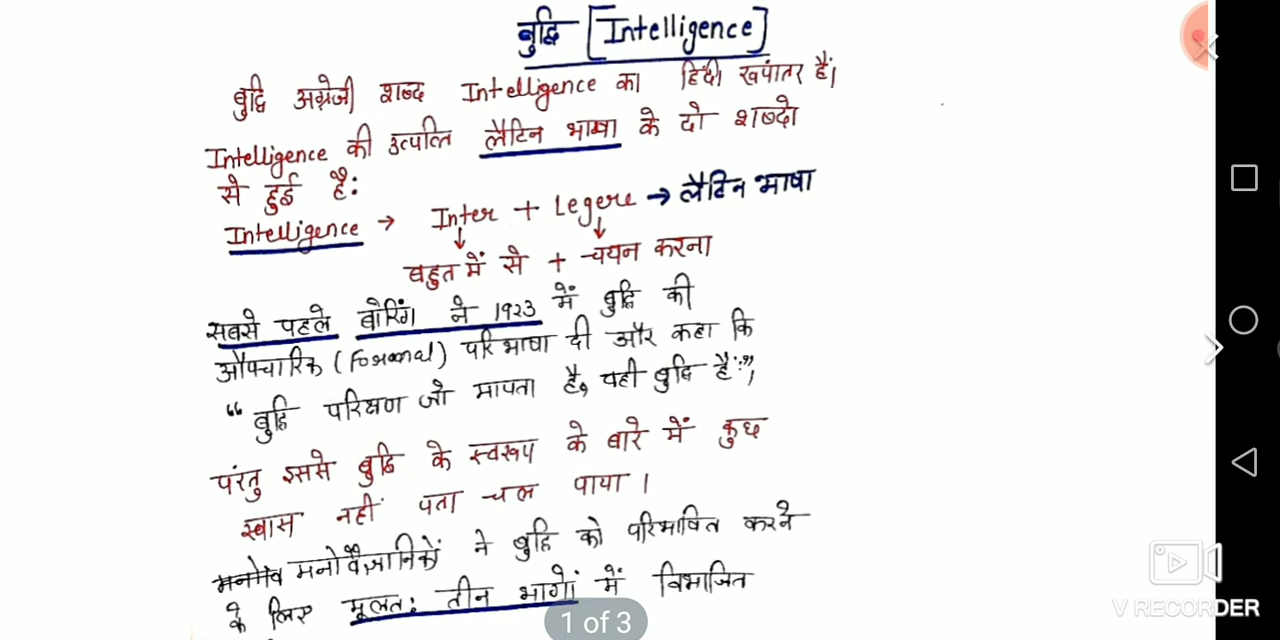 बुद्धि [Intelligence]
बुद्धि अग्रेजी शब्द Intelligence का हिंदी रूपांतर है।
Intelligence की उत्पत्ति लैटिन भाषा के दो शब्दो
से हुई है:
Intelligence → Inter + Legere → लैटिन भाषा
बहुत में से + चयन करना
सबसे पहले बोरिंग ने 1923 में बुद्धि की
औपचारिक (Formal) परिभाषा दी और कहा कि
“बुद्धि परिक्षण जो मापता है, वही बुद्धि है”,
परंतु इससे बुद्धि के स्वरूप के बारे में कुछ
खास नहीं पता चल पाया।
मनोवैज्ञानिकों ने बुद्धि को परिभाषित करने
के लिए मूलत: तीन भागों में विभाजित
1 of 3
V RECORDER